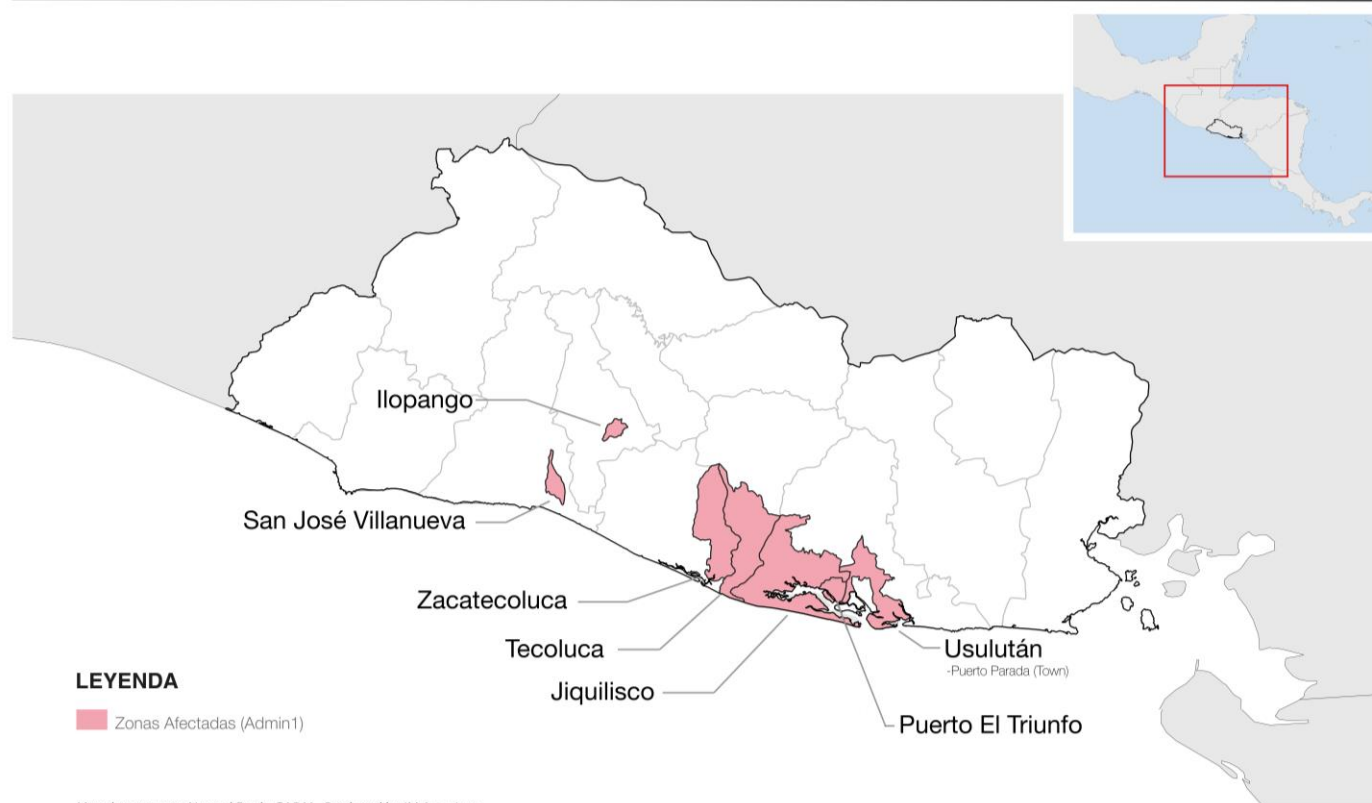 Ilopango
San José Villanueva
Zacatecoluca
Tecoluca
Jiquilisco
Usulután
-Puerto Parada (Town)
Puerto El Triunfo
LEYENDA
Zonas Afectadas (Admin1)